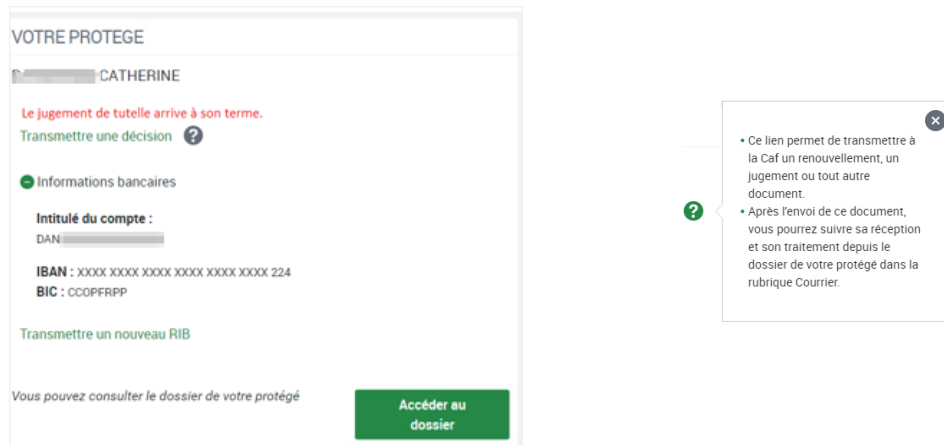 VOTRE PROTEGE
CATHERINE
Le jugement de tutelle arrive à son terme.
Transmettre une décision ?
Informations bancaires
Intitulé du compte :
DAN
IBAN : XXXX XXXX XXXX XXXX XXXX XXXX 224
BIC : CCOPFRPP
Transmettre un nouveau RIB
Vous pouvez consulter le dossier de votre protégé
Accéder au
dossier
?
• Ce lien permet de transmettre à
la Caf un renouvellement, un
jugement ou tout autre
document.
• Après l'envoi de ce document,
vous pourrez suivre sa réception
et son traitement depuis le
dossier de votre protégé dans la
rubrique Courrier.